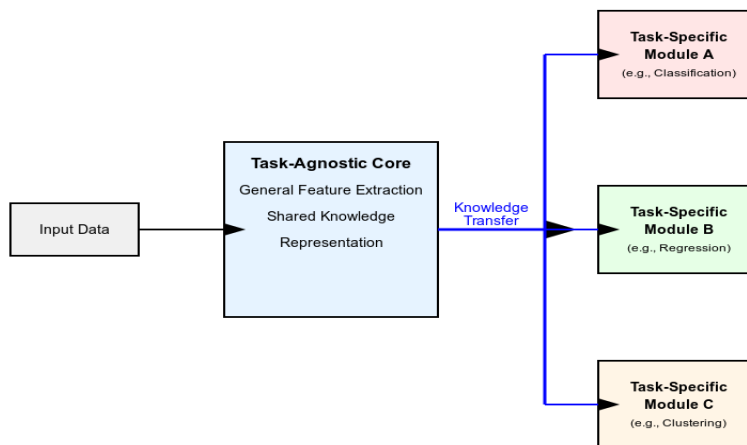 Input Data
Task-Agnostic Core
General Feature Extraction
Shared Knowledge
Representation
Knowledge
Transfer
Task-Specific
Module A
(e.g., Classification)
Task-Specific
Module B
(e.g., Regression)
Task-Specific
Module C
(e.g., Clustering)